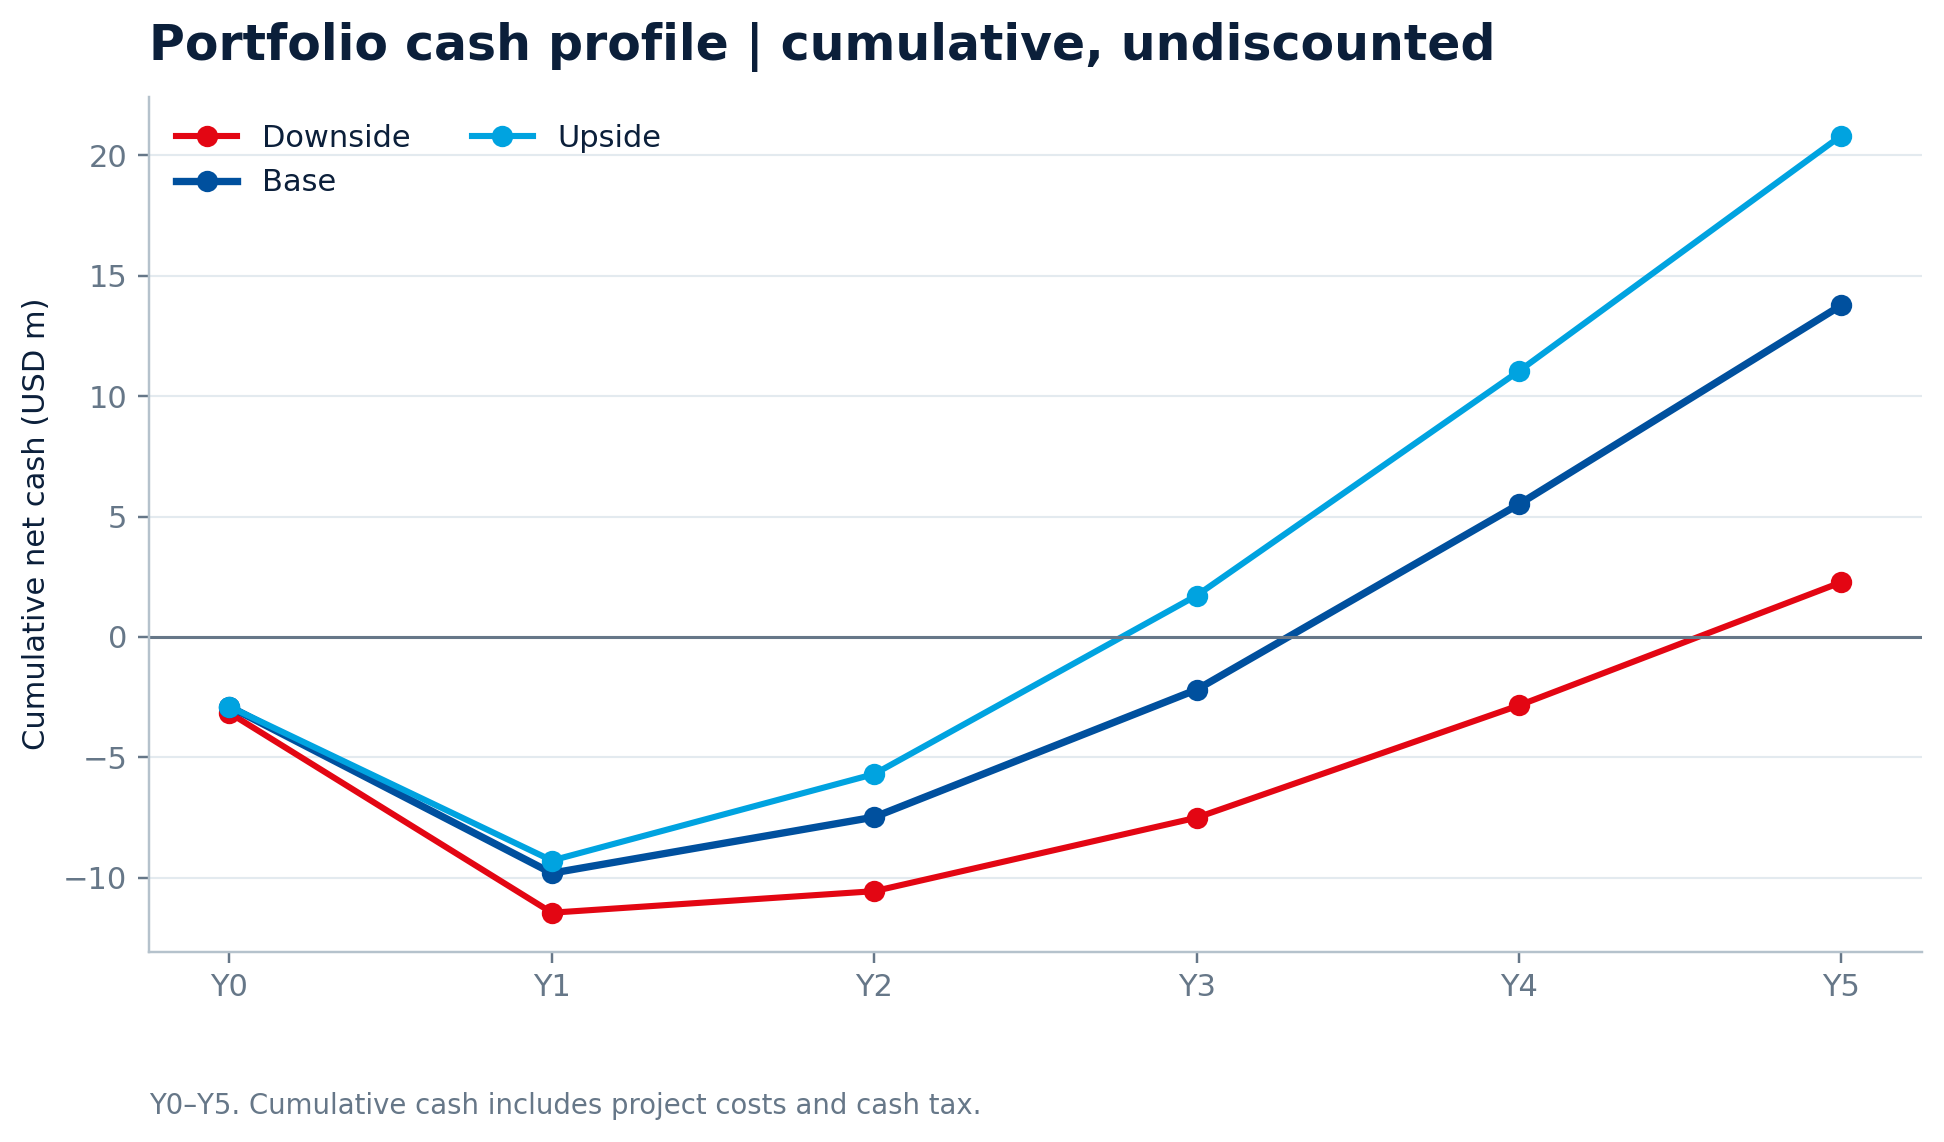 Portfolio cash profile | cumulative, undiscounted
Downside
Upside
Base
Cumulative net cash (USD m)
20
15
10
5
0
−5
−10
Y0
Y1
Y2
Y3
Y4
Y5
Y0–Y5. Cumulative cash includes project costs and cash tax.